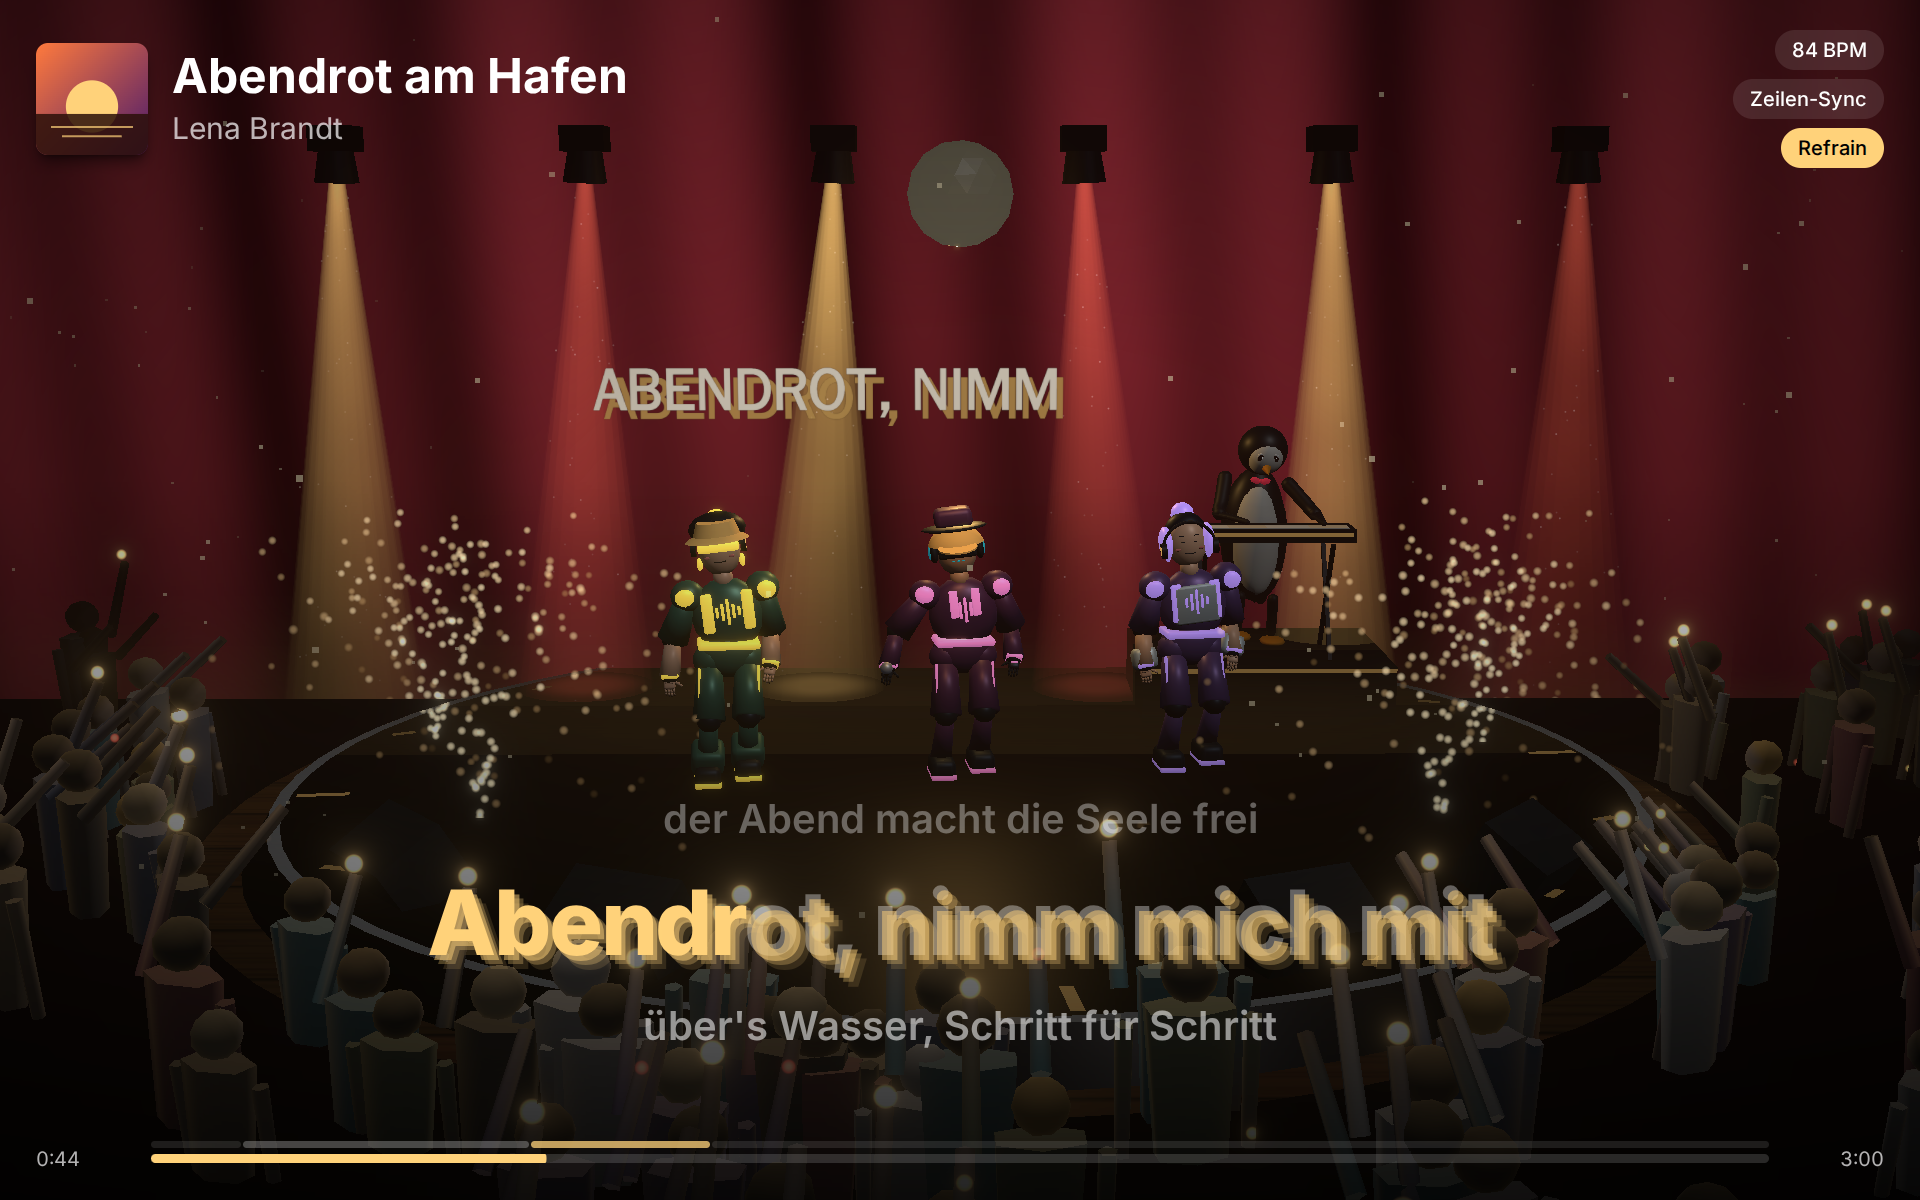 Abendrot am Hafen
Lena Brandt
84 BPM
Zeilen-Sync
Refrain
ABENDROT, NIMM
der Abend macht die Seele frei
Abendrot, nimm mich mit
über's Wasser, Schritt für Schritt
0:44
3:00